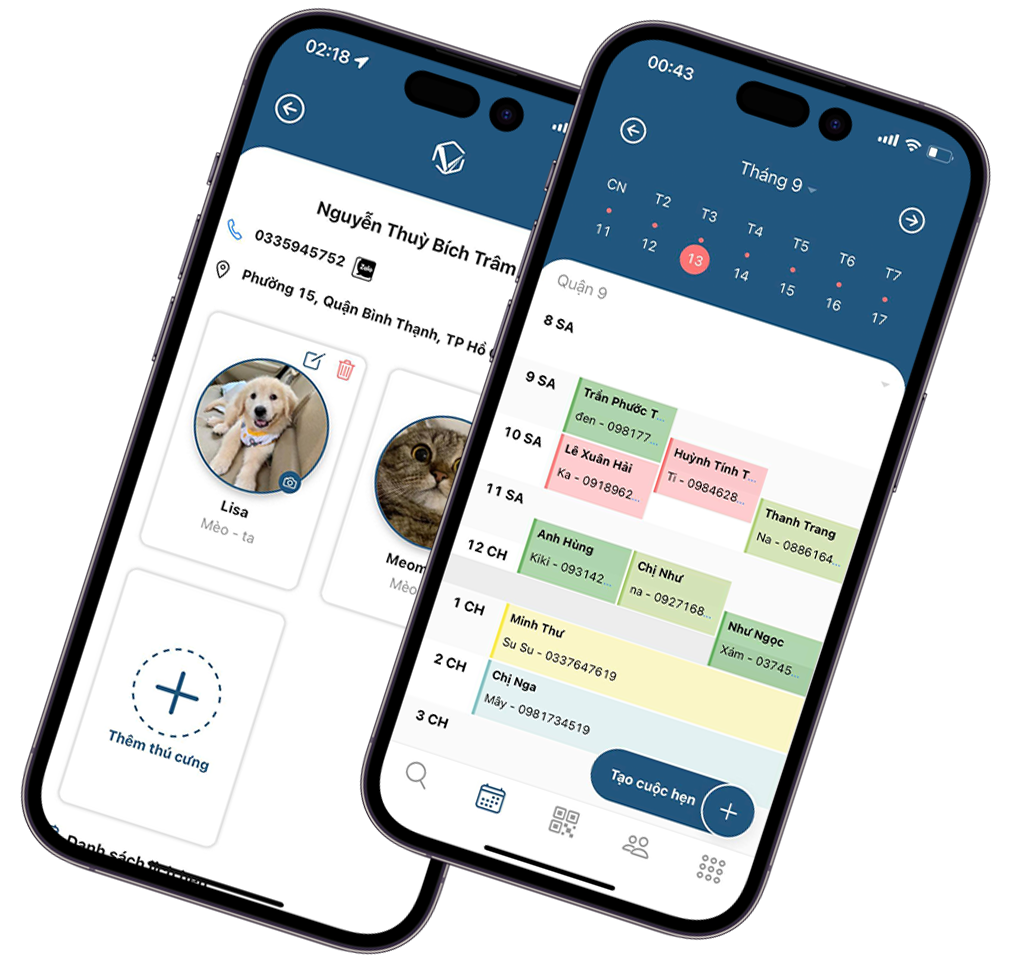 02:18
Nguyễn Thuỳ Bích Trâm
0335945752 Zalo
Phường 15, Quận Bình Thạnh, TP Hồ
Lisa
Mèo - ta
Meom
Mèo
Thêm thú cưng
Danh sách lịch hẹn
00:43
Tháng 9
CN T2 T3 T4 T5 T6 T7
11 12 13 14 15 16 17
Quận 9
8 SA
9 SA
Trần Phước T...
đen - 098177...
10 SA
Lê Xuân Hải
Ka - 0918962...
Huỳnh Tính T...
Ti - 0984628...
11 SA
Thanh Trang
Na - 0886164...
12 CH
Anh Hùng
Kiki - 093142...
Chị Như
na - 0927168...
1 CH
Như Ngọc
Xám - 03745...
Minh Thư
Su Su - 0337647619
2 CH
Chị Nga
Mây - 0981734519
3 CH
Tạo cuộc hẹn